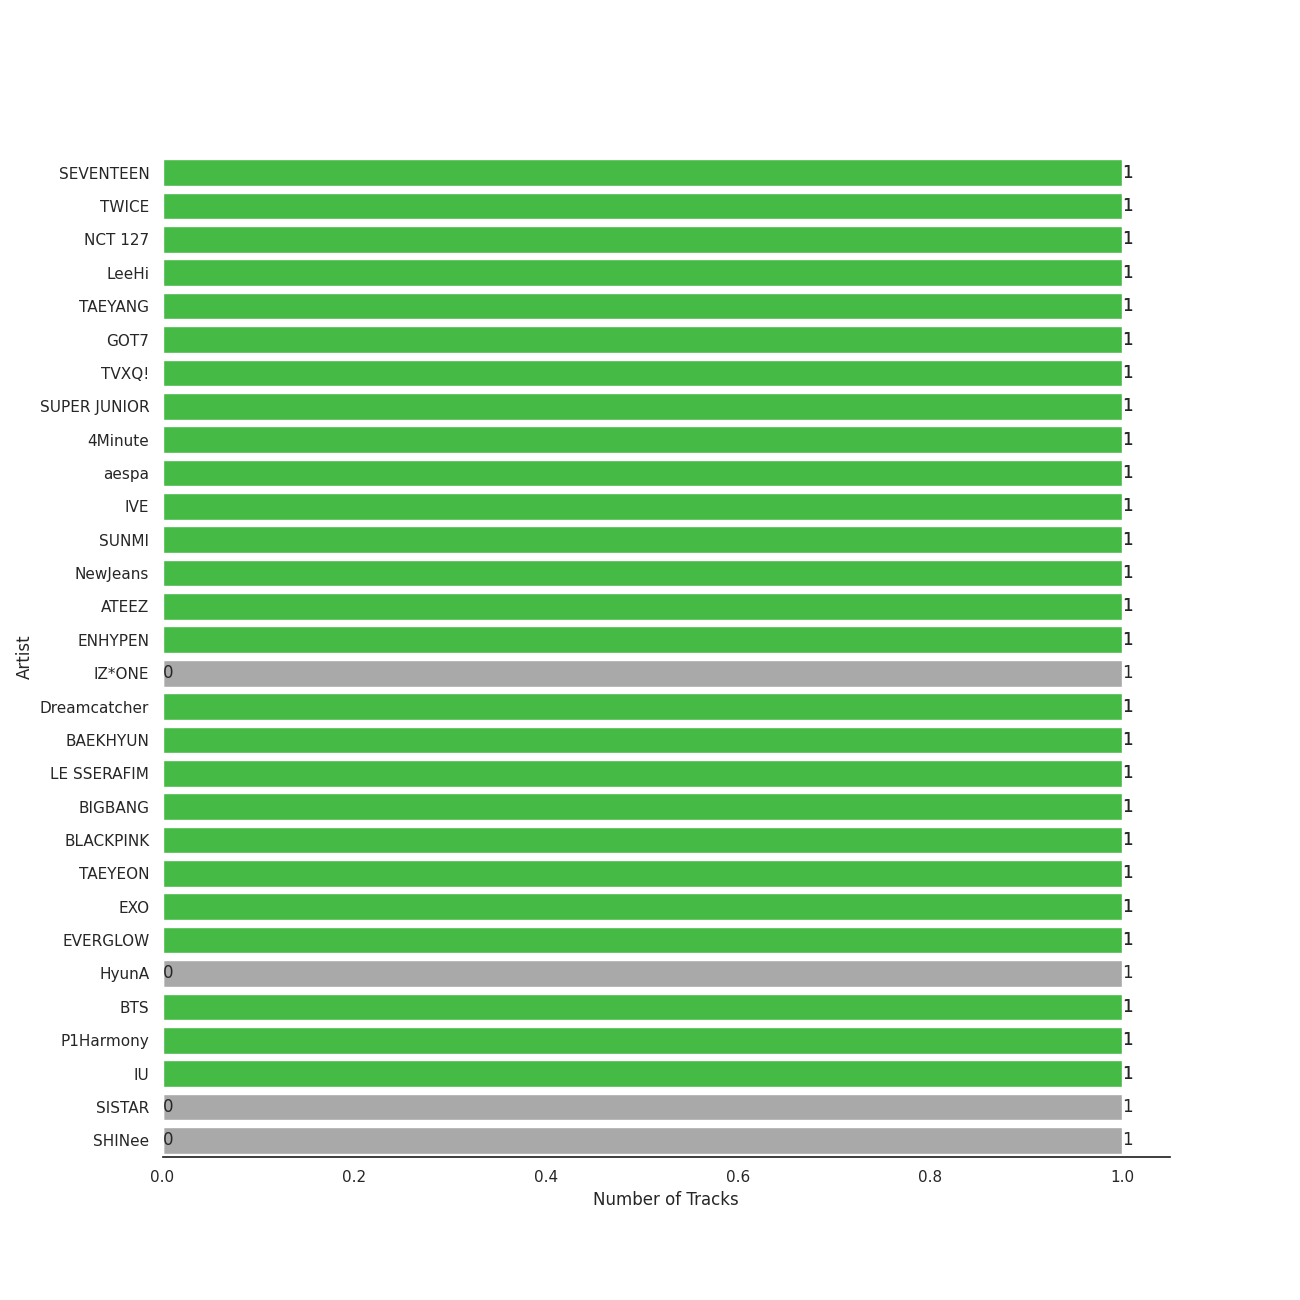 SEVENTEEN 1
TWICE 1
NCT 127 1
LeeHi 1
TAEYANG 1
GOT7 1
TVXQ! 1
SUPER JUNIOR 1
4Minute 1
aespa 1
IVE 1
SUNMI 1
NewJeans 1
ATEEZ 1
ENHYPEN 1
IZ*ONE 0 1
Dreamcatcher 1
BAEKHYUN 1
LE SSERAFIM 1
BIGBANG 1
BLACKPINK 1
TAEYEON 1
EXO 1
EVERGLOW 1
HyunA 0 1
BTS 1
P1Harmony 1
IU 1
SISTAR 0 1
SHINee 0 1
Artist
0.0 0.2 0.4 0.6 0.8 1.0
Number of Tracks